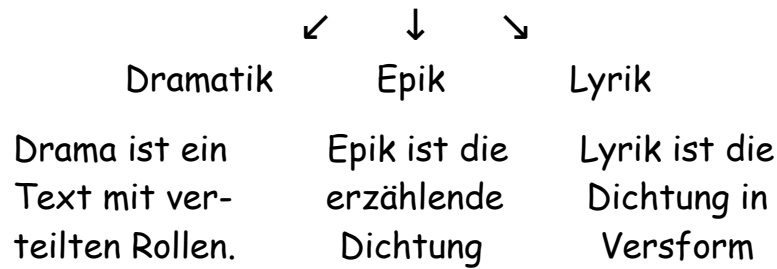 ↙ ↓ ↘
Dramatik Epik Lyrik
Drama ist ein Epik ist die Lyrik ist die
Text mit ver- erzählende Dichtung in
teilten Rollen. Dichtung Versform